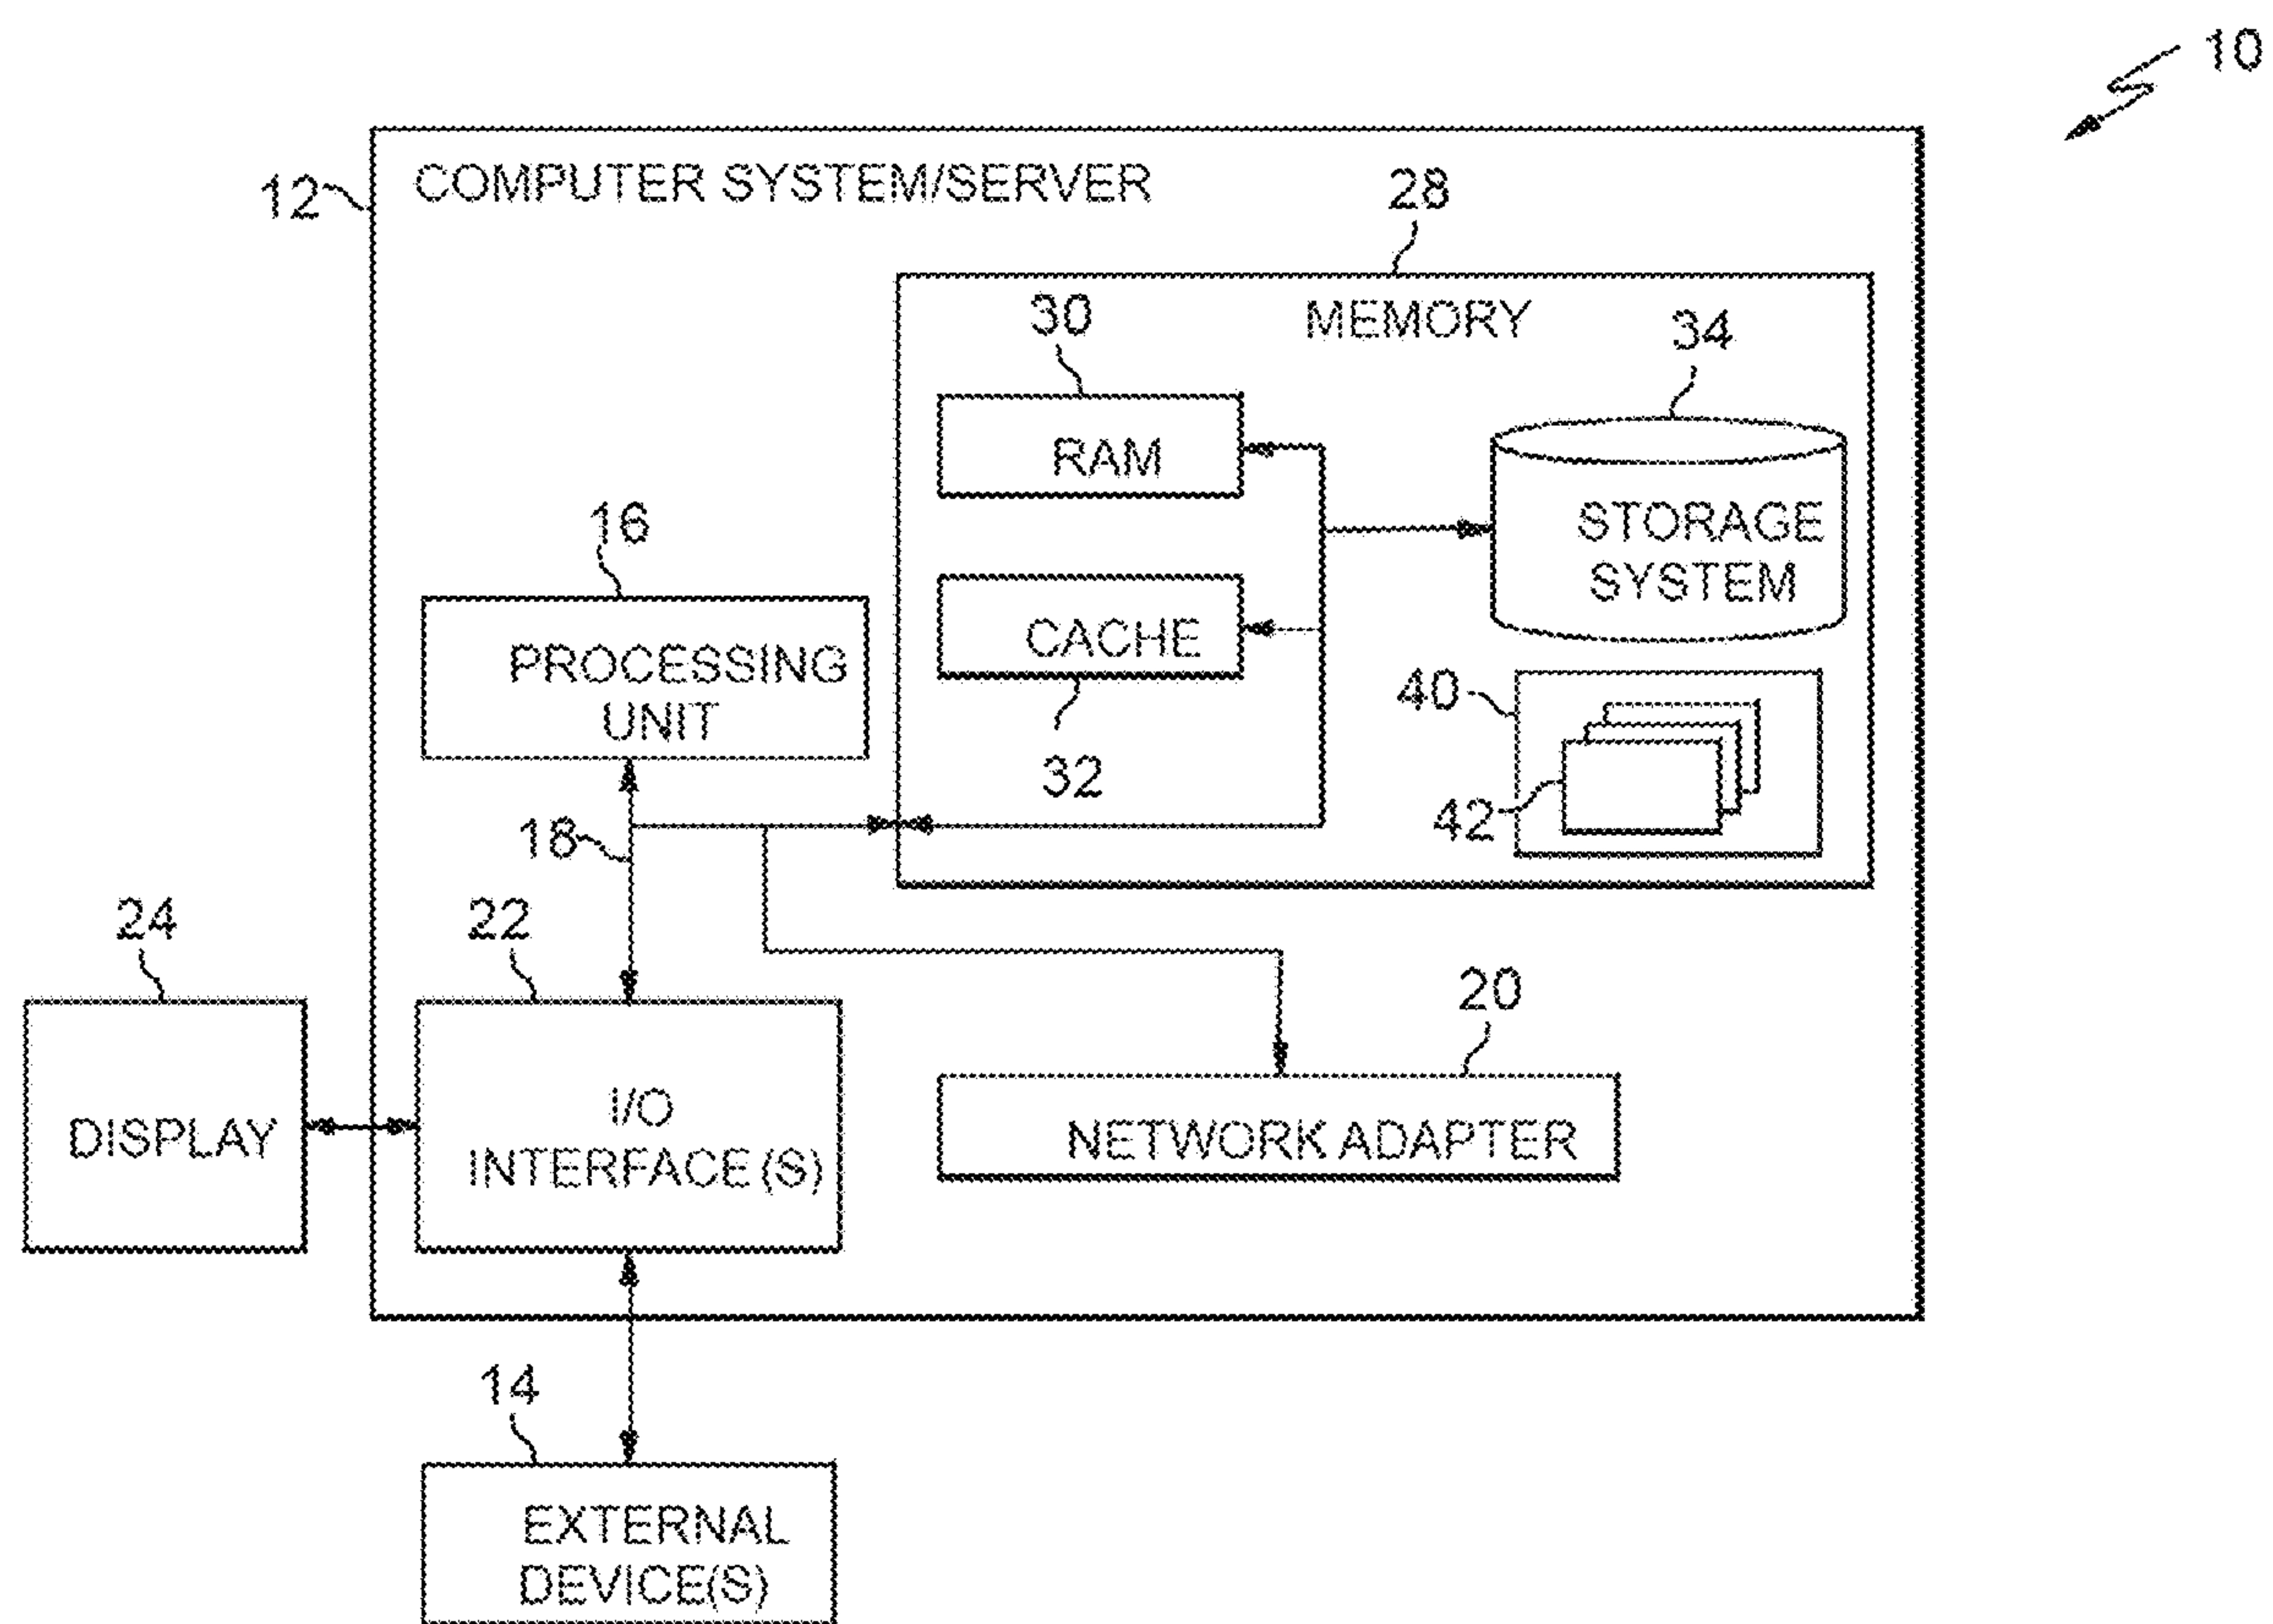 10
12
COMPUTER SYSTEM/SERVER
28
MEMORY
30
34
RAM
STORAGE
SYSTEM
16
CACHE
PROCESSING
UNIT
40
32
42
18
24
22
20
I/O
INTERFACE(S)
DISPLAY
NETWORK ADAPTER
14
EXTERNAL
DEVICE(S)